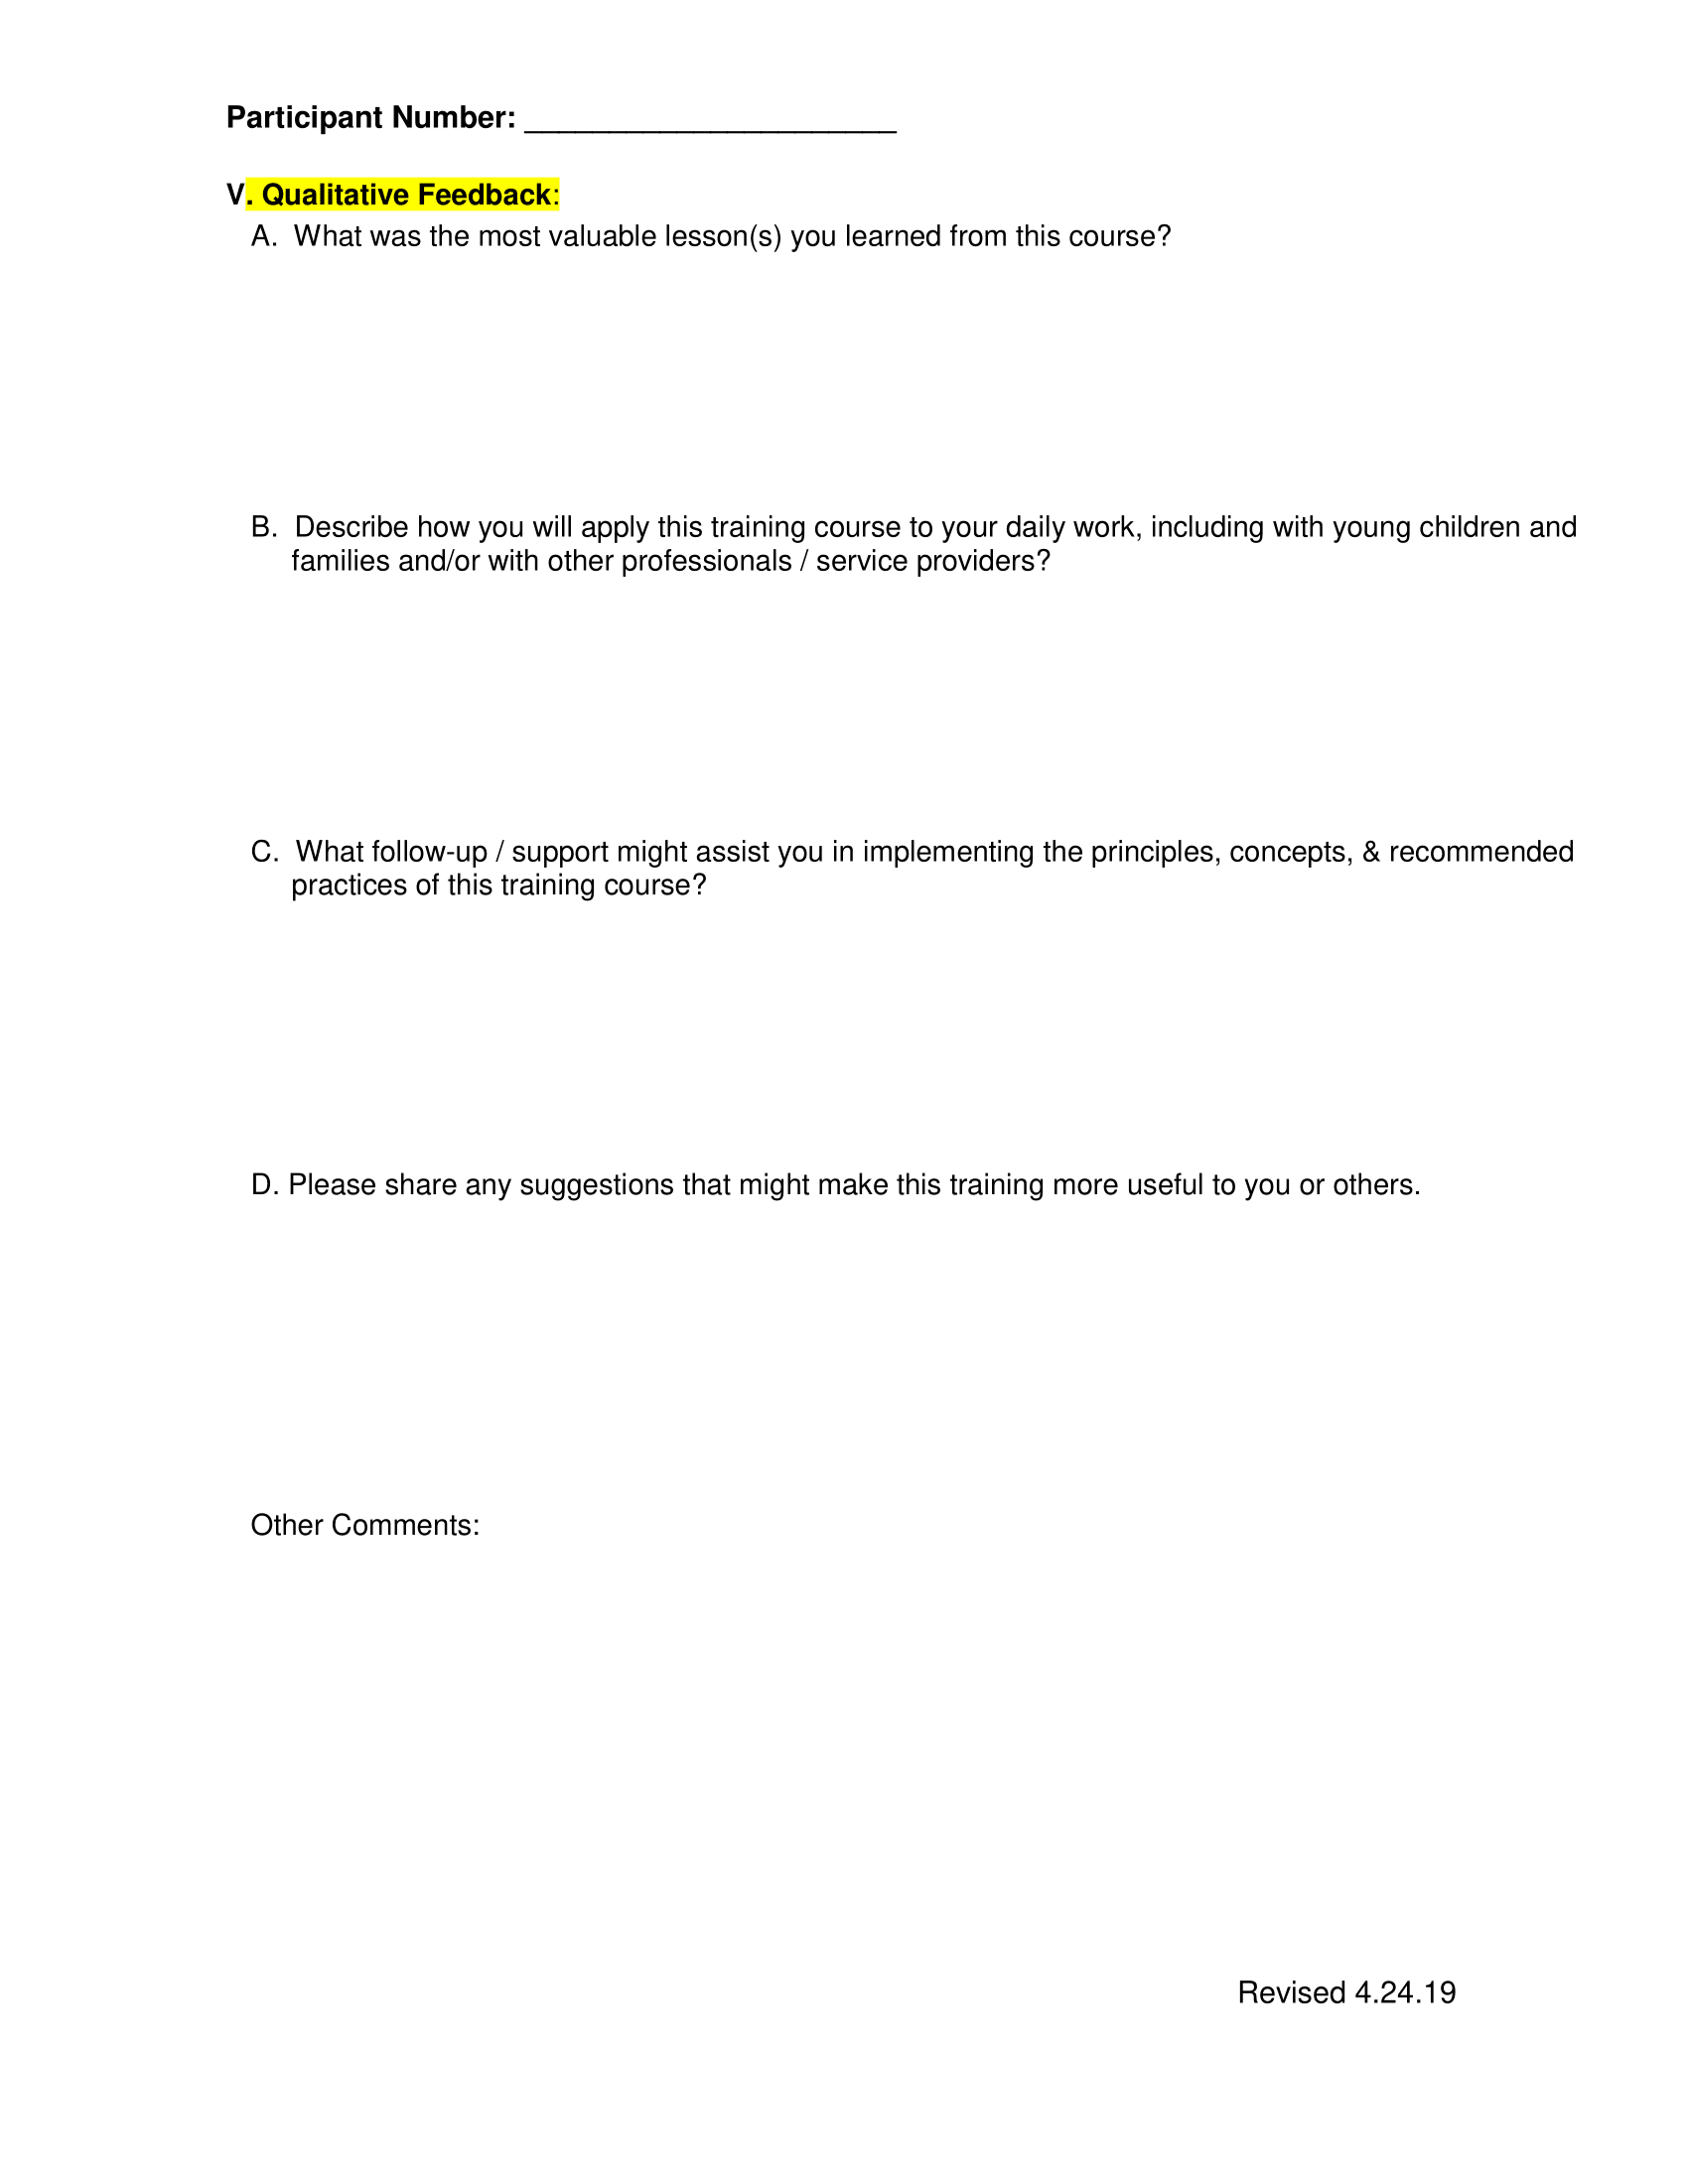 Participant Number: ______________________
V. Qualitative Feedback:
A. What was the most valuable lesson(s) you learned from this course?
B. Describe how you will apply this training course to your daily work, including with young children and
families and/or with other professionals / service providers?
C. What follow-up / support might assist you in implementing the principles, concepts, & recommended
practices of this training course?
D. Please share any suggestions that might make this training more useful to you or others.
Other Comments:
Revised 4.24.19